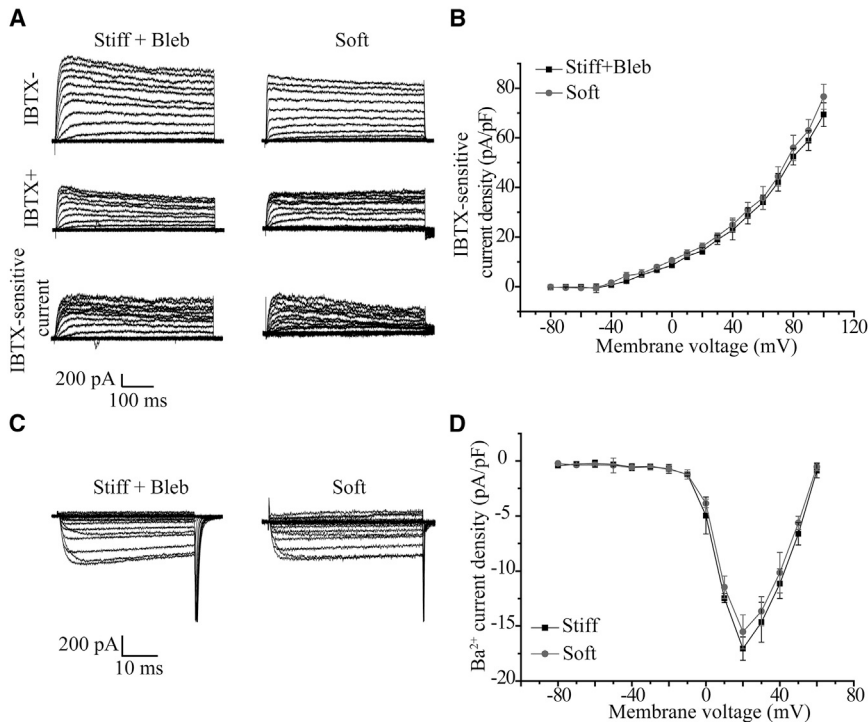 A
Stiff + Bleb
Soft
IBTX-
IBTX+
IBTX-sensitive
current
200 pA
100 ms
B
Stiff+Bleb
Soft
IBTX-sensitive
current density (pA/pF)
80
60
40
20
0
-80
-40
0
40
80
120
Membrane voltage (mV)
C
Stiff + Bleb
Soft
200 pA
10 ms
D
Ba²⁺ current density (pA/pF)
0
-5
-10
-15
-20
Stiff
Soft
-80
-40
0
40
80
Membrane voltage (mV)